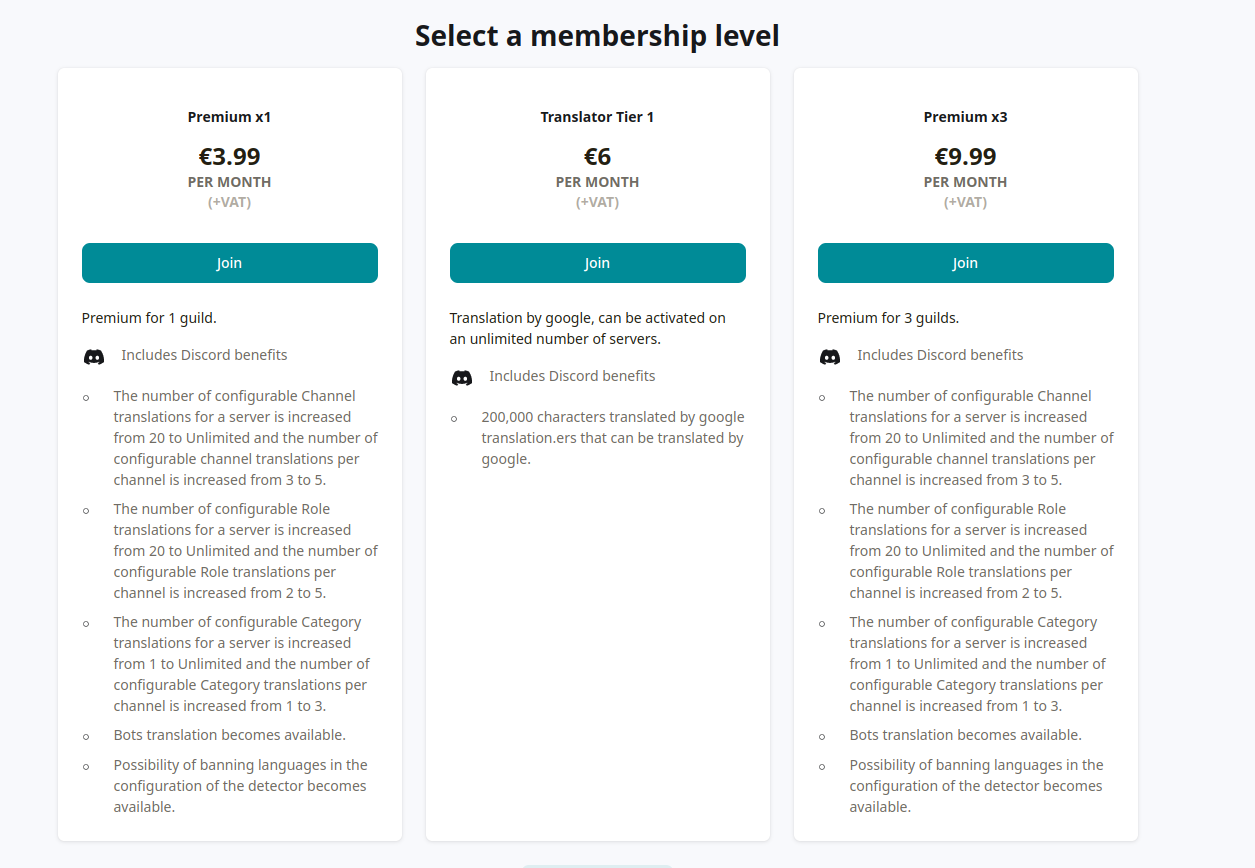 Select a membership level
Premium x1
€3.99
PER MONTH
(+VAT)
Join
Premium for 1 guild.
Includes Discord benefits
The number of configurable Channel
translations for a server is increased
from 20 to Unlimited and the number of
configurable channel translations per
channel is increased from 3 to 5.
The number of configurable Role
translations for a server is increased
from 20 to Unlimited and the number of
configurable Role translations per
channel is increased from 2 to 5.
The number of configurable Category
translations for a server is increased
from 1 to Unlimited and the number of
configurable Category translations per
channel is increased from 1 to 3.
Bots translation becomes available.
Possibility of banning languages in the
configuration of the detector becomes
available.
Translator Tier 1
€6
PER MONTH
(+VAT)
Join
Translation by google, can be activated on
an unlimited number of servers.
Includes Discord benefits
200,000 characters translated by google
translation.ers that can be translated by
google.
Premium x3
€9.99
PER MONTH
(+VAT)
Join
Premium for 3 guilds.
Includes Discord benefits
The number of configurable Channel
translations for a server is increased
from 20 to Unlimited and the number of
configurable channel translations per
channel is increased from 3 to 5.
The number of configurable Role
translations for a server is increased
from 20 to Unlimited and the number of
configurable Role translations per
channel is increased from 2 to 5.
The number of configurable Category
translations for a server is increased
from 1 to Unlimited and the number of
configurable Category translations per
channel is increased from 1 to 3.
Bots translation becomes available.
Possibility of banning languages in the
configuration of the detector becomes
available.